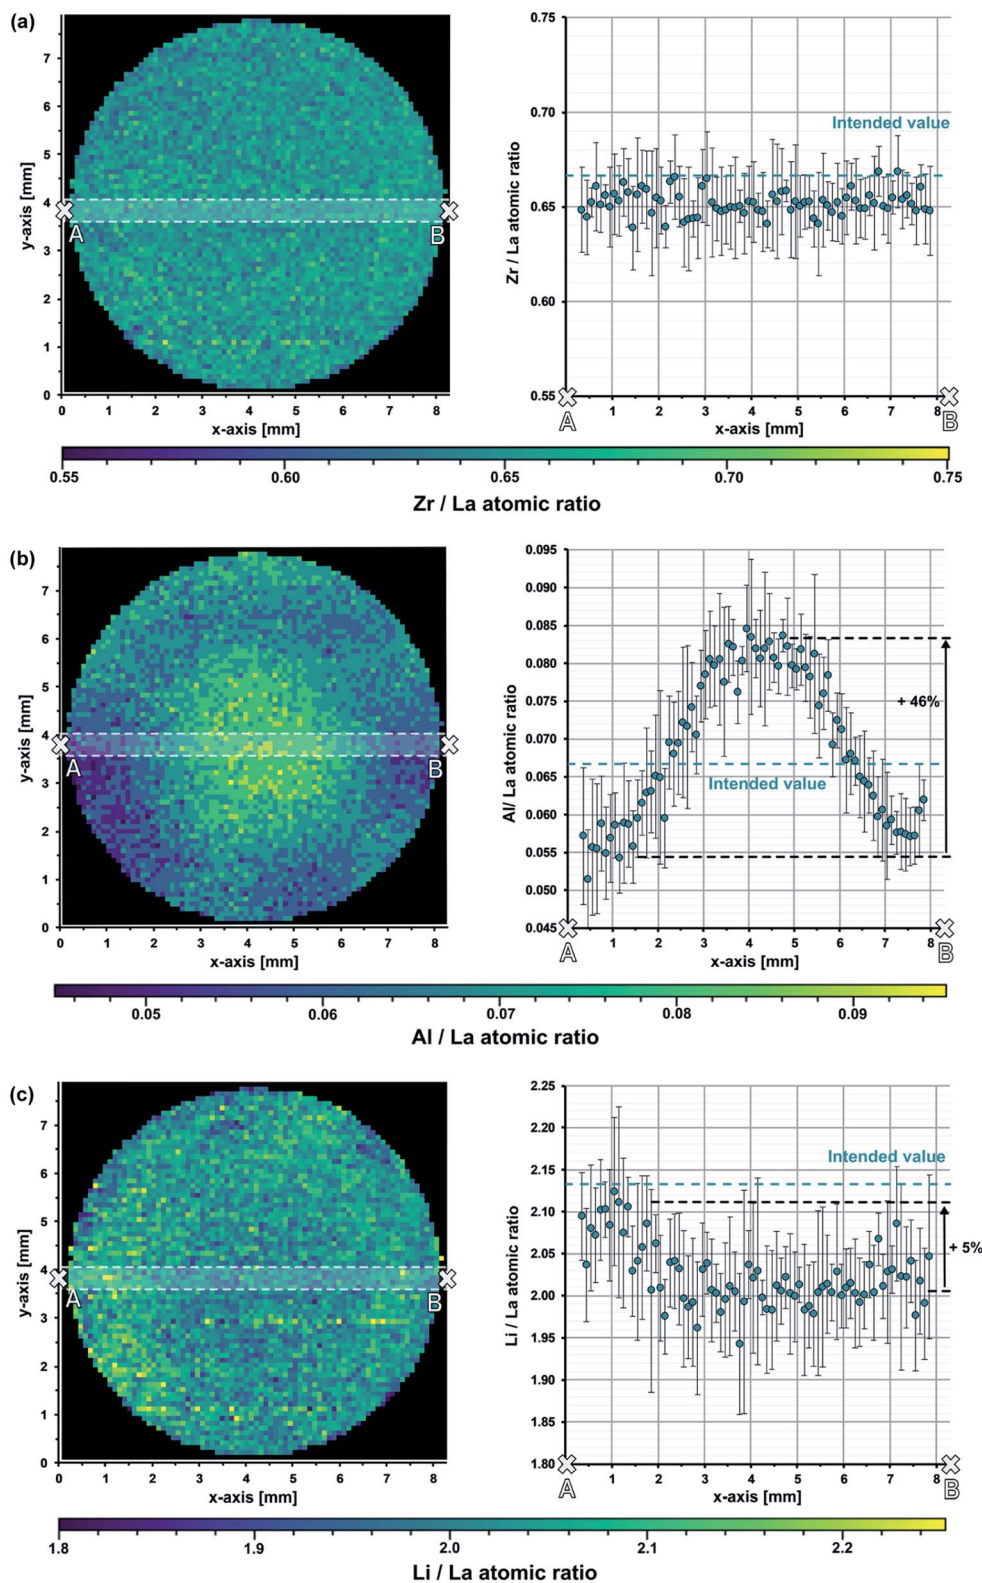 (a)
7
6
5
4
3
2
1
0
y-axis [mm]
A
B
0 1 2 3 4 5 6 7 8
x-axis [mm]
0.75
0.70
0.65
0.60
0.55
Zr / La atomic ratio
Intended value
1 2 3 4 5 6 7 8
A
x-axis [mm]
B
0.55 0.60 0.65 0.70 0.75
Zr / La atomic ratio
(b)
7
6
5
4
3
2
1
0
y-axis [mm]
A
B
0 1 2 3 4 5 6 7 8
x-axis [mm]
0.095
0.090
0.085
0.080
0.075
0.070
0.065
0.060
0.055
0.050
0.045
Al/ La atomic ratio
+ 46%
Intended value
1 2 3 4 5 6 7 8
A
x-axis [mm]
B
0.05 0.06 0.07 0.08 0.09
Al / La atomic ratio
(c)
7
6
5
4
3
2
1
0
y-axis [mm]
A
B
0 1 2 3 4 5 6 7 8
x-axis [mm]
2.25
2.20
2.15
2.10
2.05
2.00
1.95
1.90
1.85
1.80
Li / La atomic ratio
Intended value
+ 5%
1 2 3 4 5 6 7 8
A
x-axis [mm]
B
1.8 1.9 2.0 2.1 2.2
Li / La atomic ratio